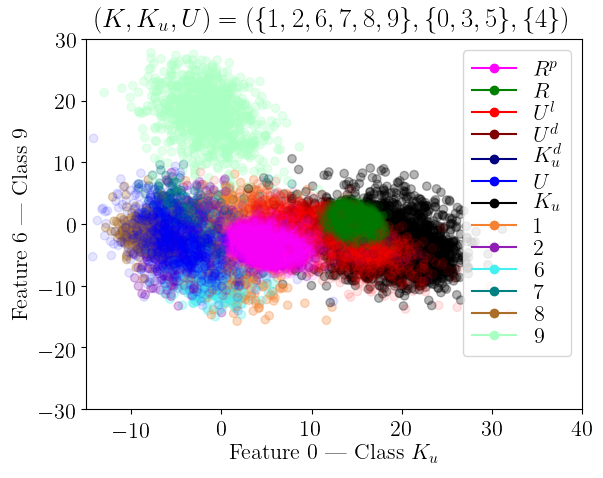 (K, K_u, U) = ({1, 2, 6, 7, 8, 9}, {0, 3, 5}, {4})
Feature 6 — Class 9
30
20
10
0
−10
−20
−30
−10
0
10
20
30
40
Feature 0 — Class K_u
R^p
R
U^l
U^d
K_u^d
U
K_u
1
2
6
7
8
9